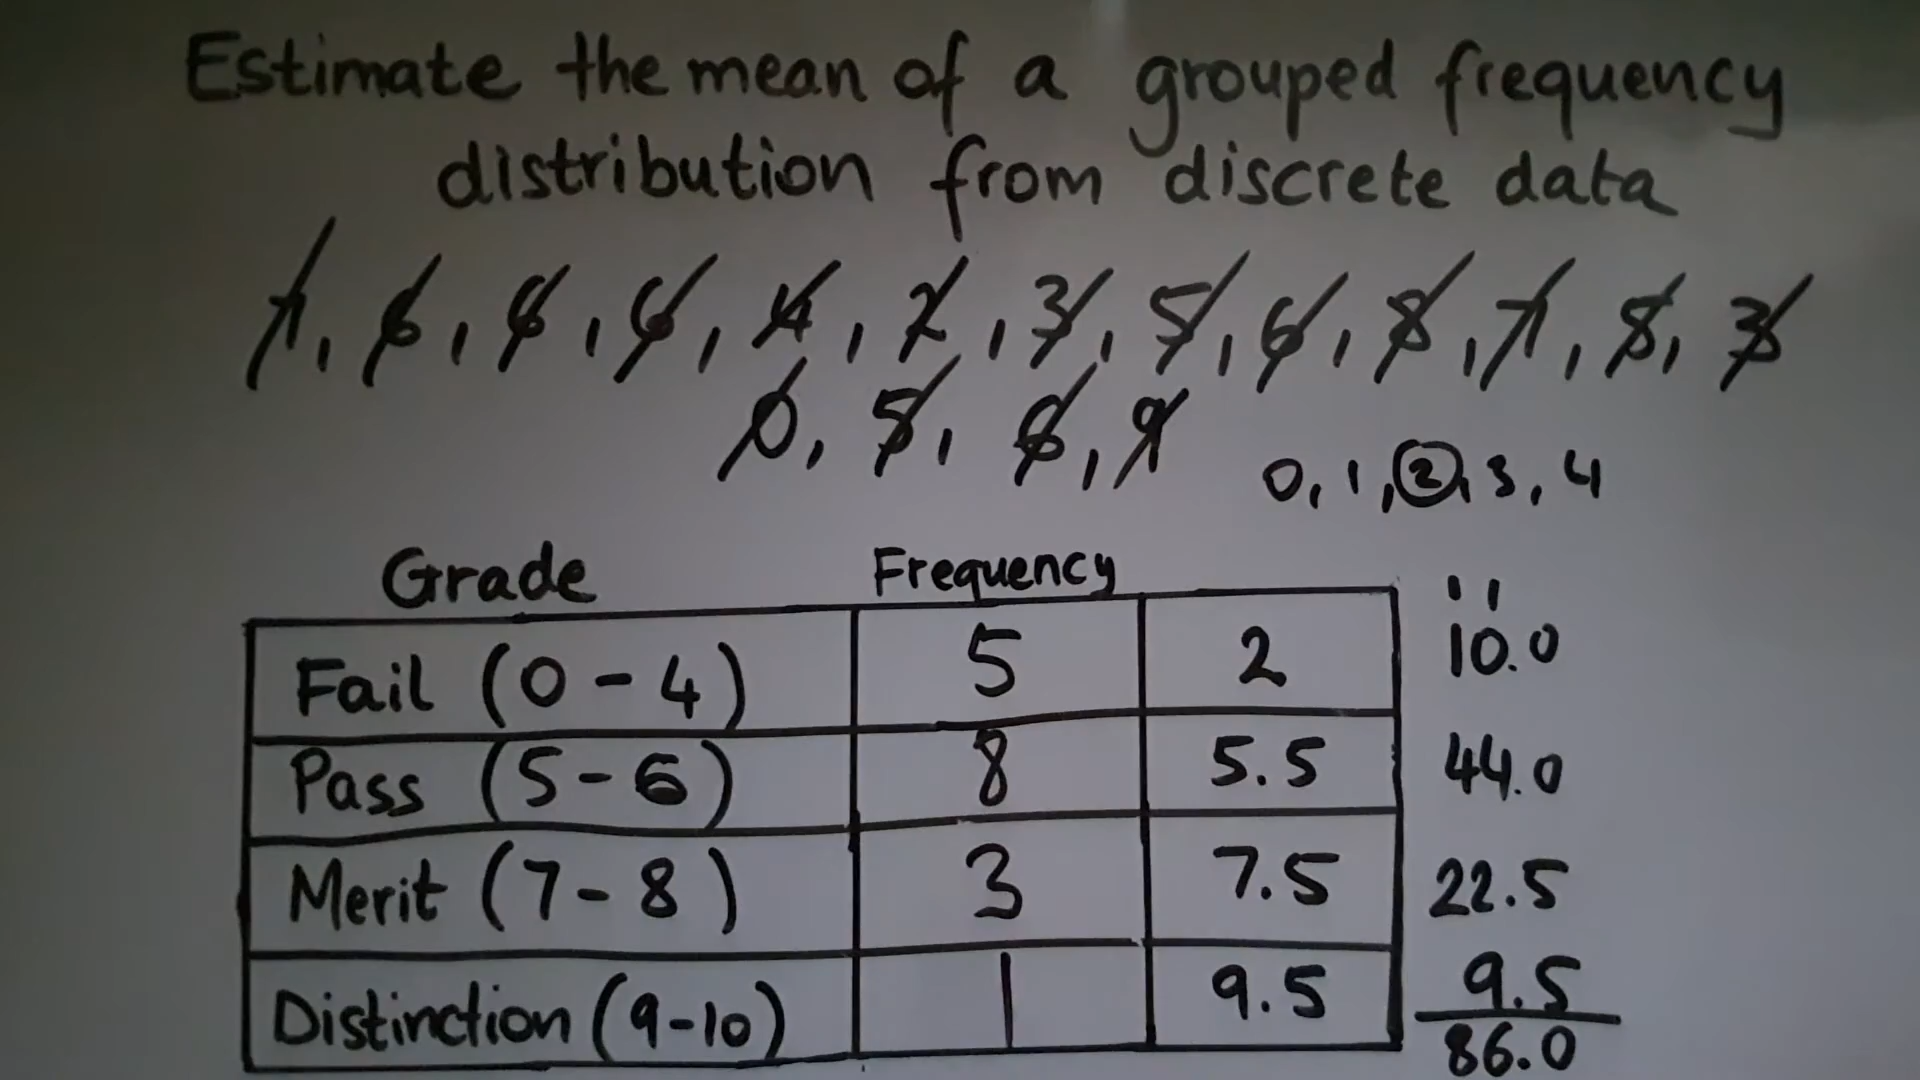 Estimate the mean of a grouped frequency
distribution from discrete data
7, 6, 6, 6, 4, 2, 3, 5, 6, 8, 7, 8, 3
0, 5, 6, 9
0, 1, 2, 3, 4
Grade Frequency
Fail (0 - 4) 5 2 10.0
Pass (5 - 6) 8 5.5 44.0
Merit (7 - 8) 3 7.5 22.5
Distinction (9-10) 1 9.5 9.5
86.0